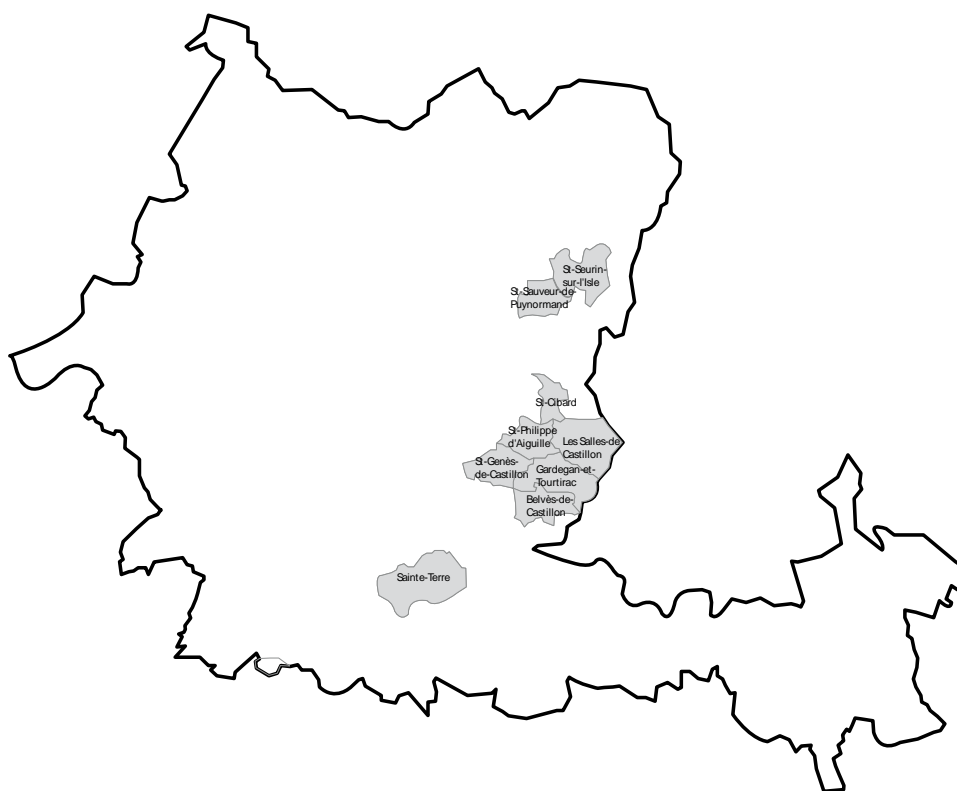 St-Seurin-
sur-l'Isle
St-Sauveur-de-
Puynormand
St-Cibard
St-Philippe
d'Aiguille
Les Salles-de-
Castillon
St-Genès-
de-Castillon
Gardegan-et-
Tourtirac
Belvès-de-
Castillon
Sainte-Terre